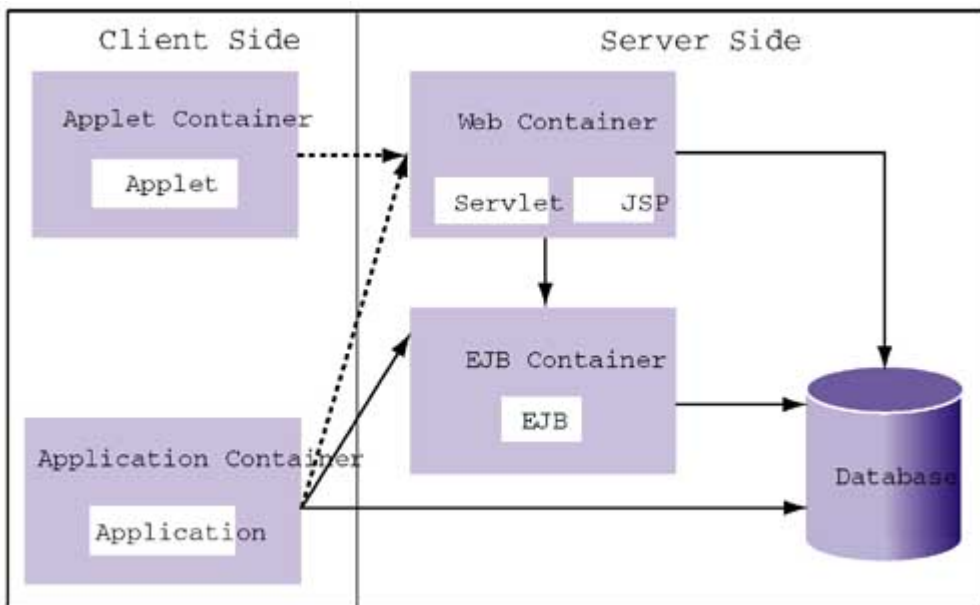 Client Side
Server Side
Applet Container
Applet
Web Container
Servlet
JSP
EJB Container
EJB
Application Container
Application
Database